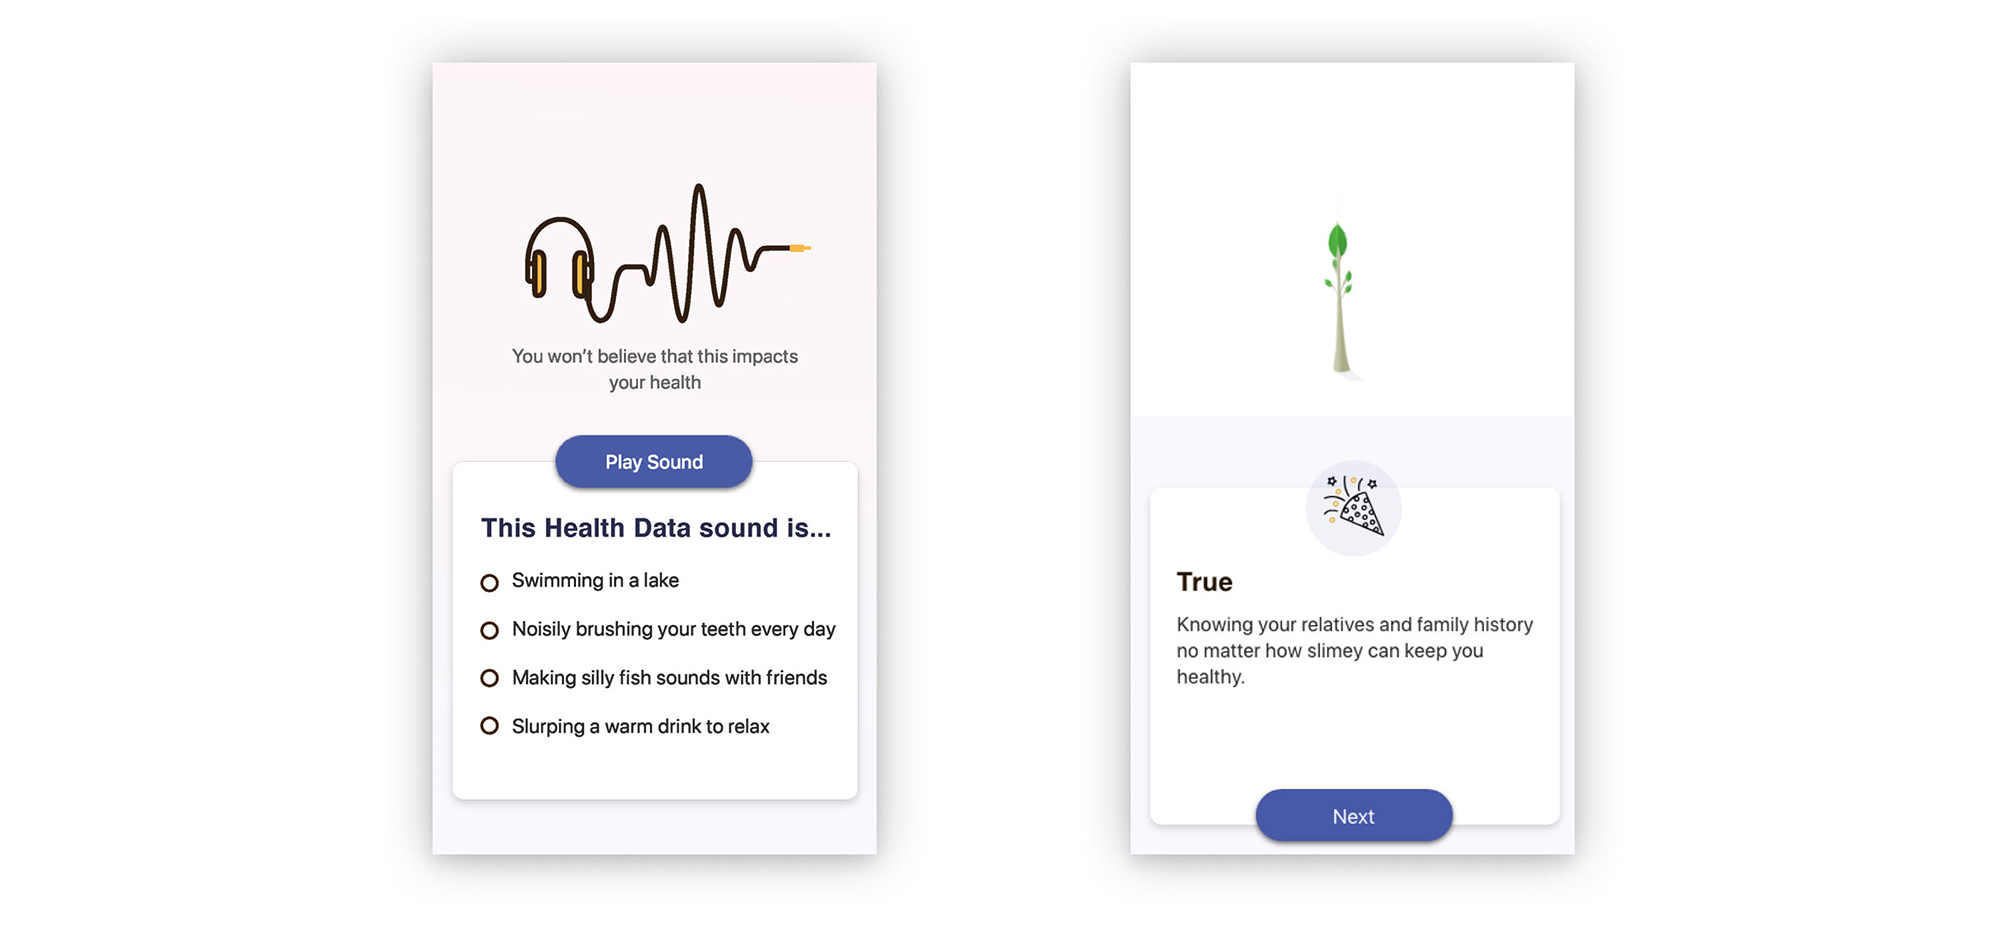 You won’t believe that this impacts
your health
Play Sound
This Health Data sound is...
Swimming in a lake
Noisily brushing your teeth every day
Making silly fish sounds with friends
Slurping a warm drink to relax
True
Knowing your relatives and family history
no matter how slimey can keep you
healthy.
Next